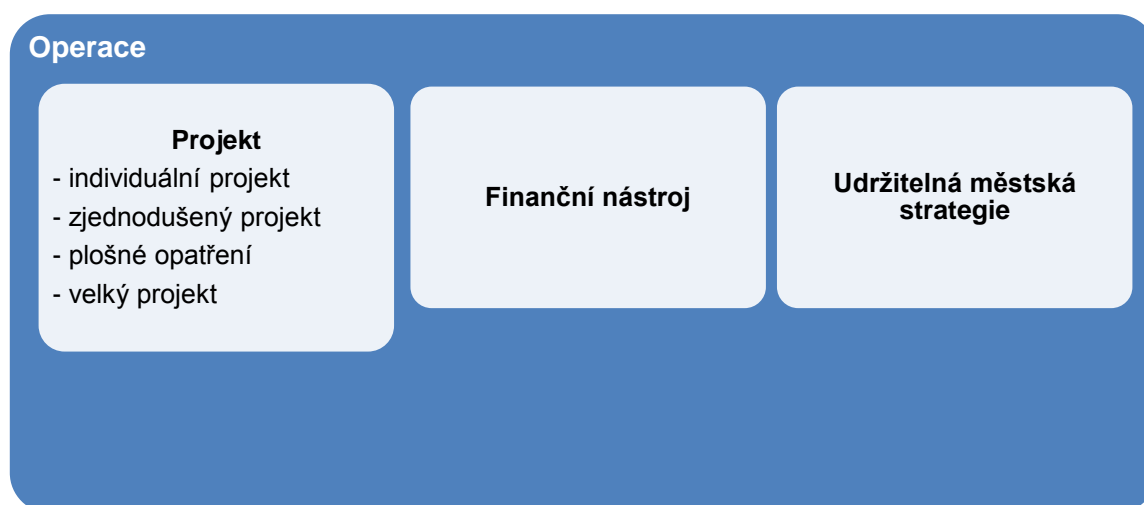 Operace
Projekt
- individuální projekt
- zjednodušený projekt
- plošné opatření
- velký projekt
Finanční nástroj
Udržitelná městská
strategie